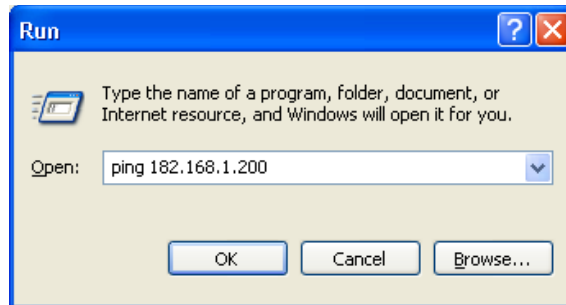 Run
Type the name of a program, folder, document, or
Internet resource, and Windows will open it for you.
Open: ping 182.168.1.200
OK Cancel Browse...